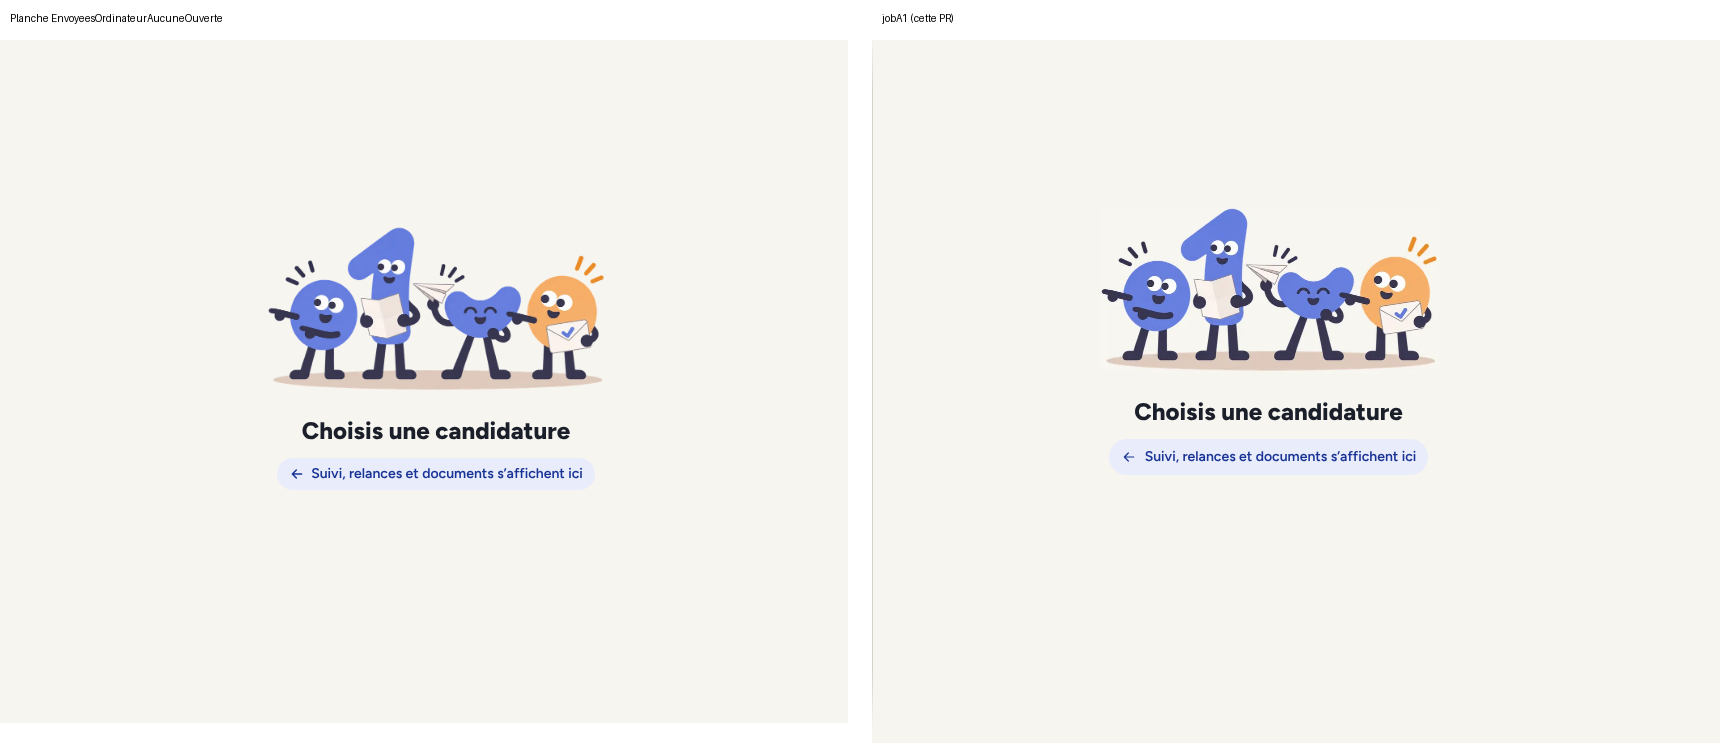 Planche EnvoyeesOrdinateurAucuneOuverte
jobA1 (cette PR)
Choisis une candidature
← Suivi, relances et documents s’affichent ici
Choisis une candidature
← Suivi, relances et documents s’affichent ici